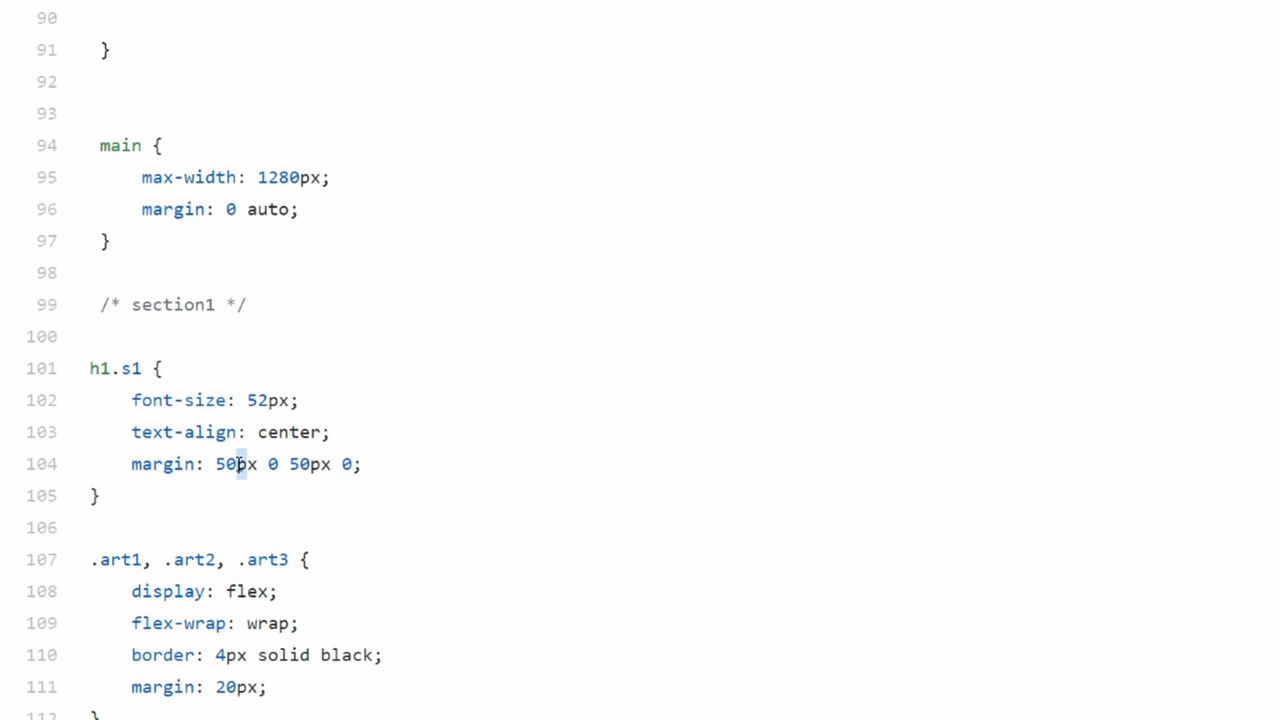 90
91 }
92
93
94 main {
95 max-width: 1280px;
96 margin: 0 auto;
97 }
98
99 /* section1 */
100
101 h1.s1 {
102 font-size: 52px;
103 text-align: center;
104 margin: 50px 0 50px 0;
105 }
106
107 .art1, .art2, .art3 {
108 display: flex;
109 flex-wrap: wrap;
110 border: 4px solid black;
111 margin: 20px;
112 }